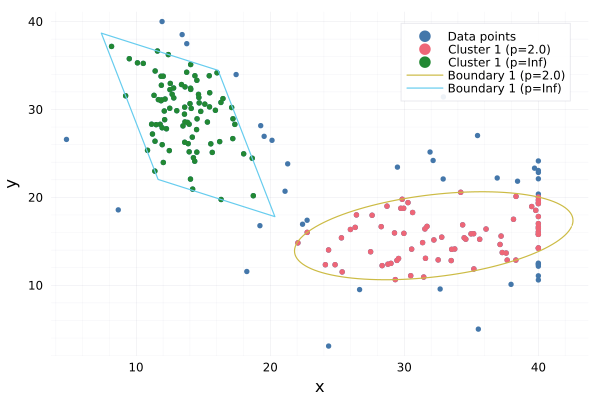 40
30
20
10
y
10
20
30
40
x
Data points
Cluster 1 (p=2.0)
Cluster 1 (p=Inf)
Boundary 1 (p=2.0)
Boundary 1 (p=Inf)